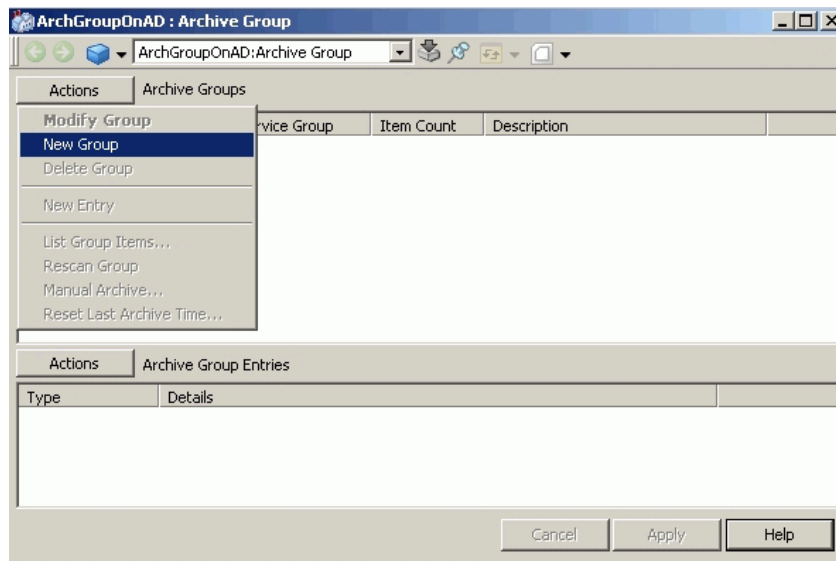 ArchGroupOnAD : Archive Group
ArchGroupOnAD:Archive Group
Actions Archive Groups
Modify Group
New Group
Delete Group
New Entry
List Group Items...
Rescan Group
Manual Archive...
Reset Last Archive Time...
rvice Group Item Count Description
Actions Archive Group Entries
Type Details
Cancel Apply Help